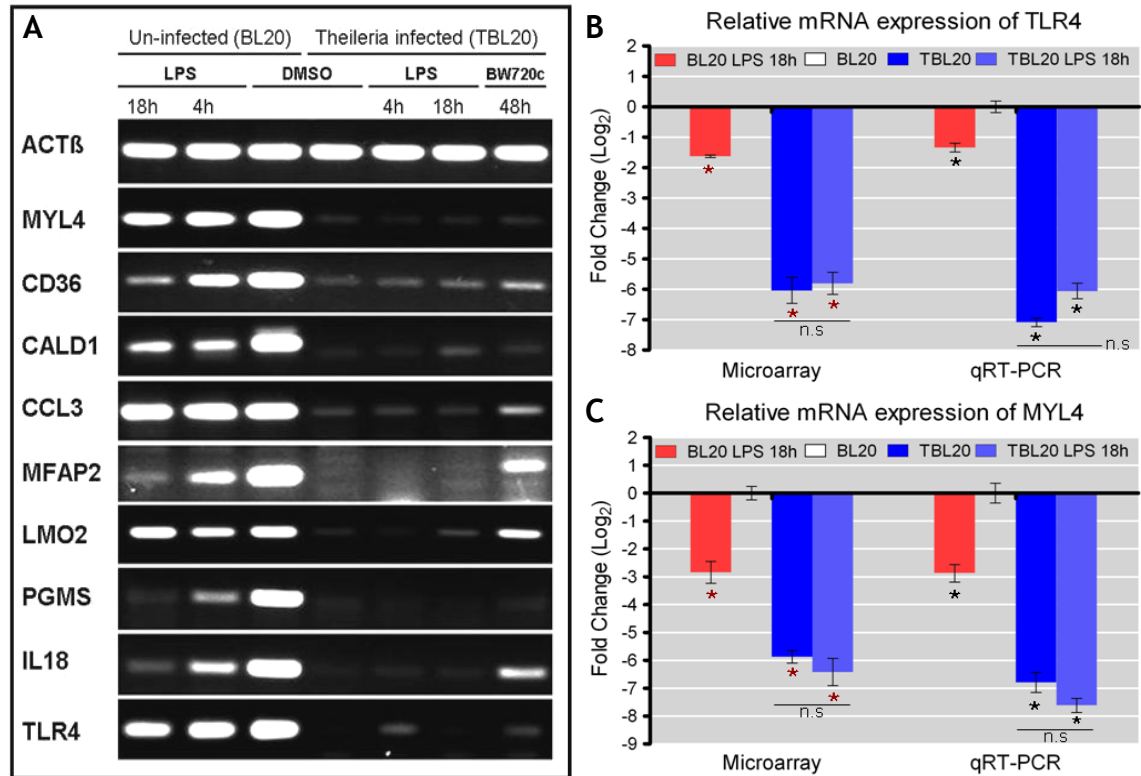 A
Un-infected (BL20) Theileria infected (TBL20)
LPS DMSO LPS BW720c
18h 4h 4h 18h 48h
ACTß
MYL4
CD36
CALD1
CCL3
MFAP2
LMO2
PGMS
IL18
TLR4
B
Relative mRNA expression of TLR4
BL20 LPS 18h BL20 TBL20 TBL20 LPS 18h
Fold Change (Log2)
2
1
0
-1
-2
-3
-4
-5
-6
-7
-8
* * * * * *
n.s n.s
Microarray qRT-PCR
C
Relative mRNA expression of MYL4
BL20 LPS 18h BL20 TBL20 TBL20 LPS 18h
Fold Change (Log2)
2
1
0
-1
-2
-3
-4
-5
-6
-7
-8
-9
* * * * * *
n.s n.s
Microarray qRT-PCR